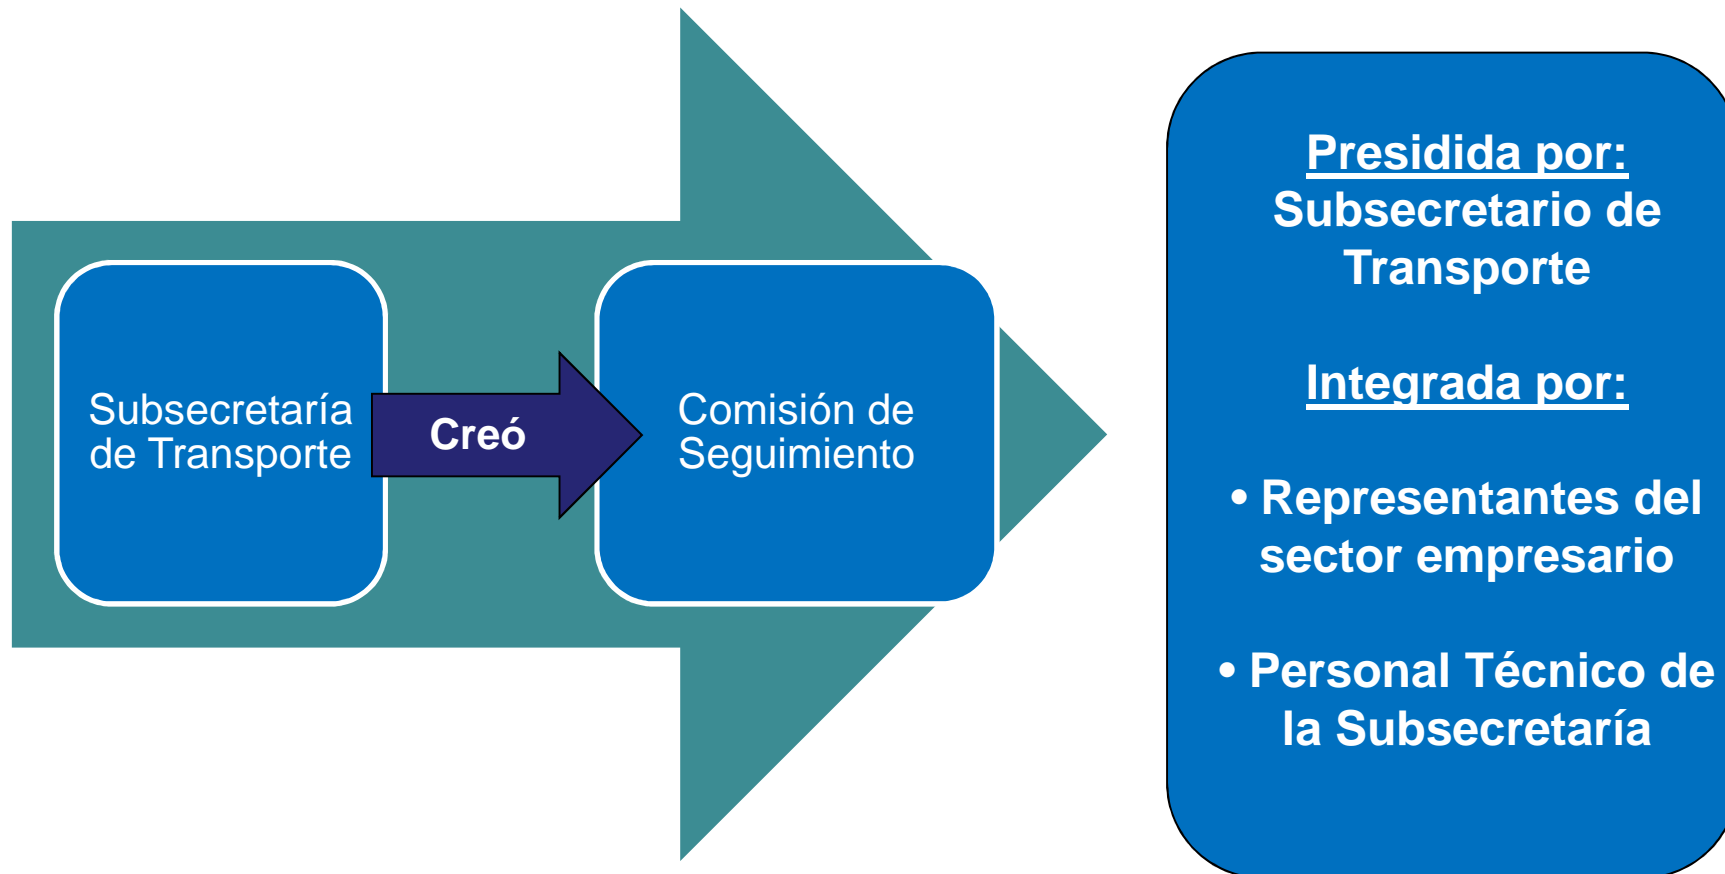 Subsecretaría
de Transporte
Creó
Comisión de
Seguimiento
Presidida por:
Subsecretario de
Transporte
Integrada por:
• Representantes del
sector empresario
• Personal Técnico de
la Subsecretaría